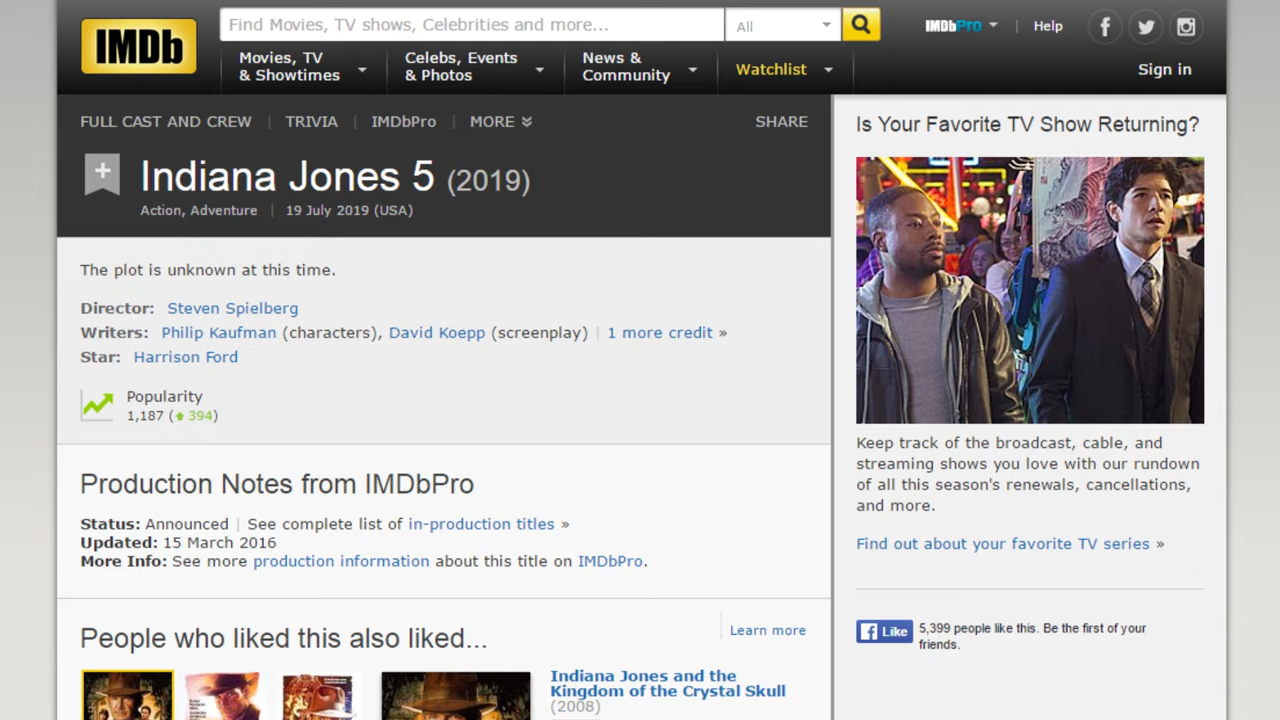 IMDb
Find Movies, TV shows, Celebrities and more...
All
IMDbPro
Help
Movies, TV
& Showtimes
Celebs, Events
& Photos
News &
Community
Watchlist
Sign in
FULL CAST AND CREW | TRIVIA | IMDbPro | MORE
SHARE
Indiana Jones 5 (2019)
Action, Adventure | 19 July 2019 (USA)
The plot is unknown at this time.
Director: Steven Spielberg
Writers: Philip Kaufman (characters), David Koepp (screenplay) | 1 more credit »
Star: Harrison Ford
Popularity
1,187 (394)
Production Notes from IMDbPro
Status: Announced | See complete list of in-production titles »
Updated: 15 March 2016
More Info: See more production information about this title on IMDbPro.
People who liked this also liked...
Learn more
Indiana Jones and the
Kingdom of the Crystal Skull
(2008)
Is Your Favorite TV Show Returning?
Keep track of the broadcast, cable, and
streaming shows you love with our rundown
of all this season's renewals, cancellations,
and more.
Find out about your favorite TV series »
Like
5,399 people like this. Be the first of your
friends.